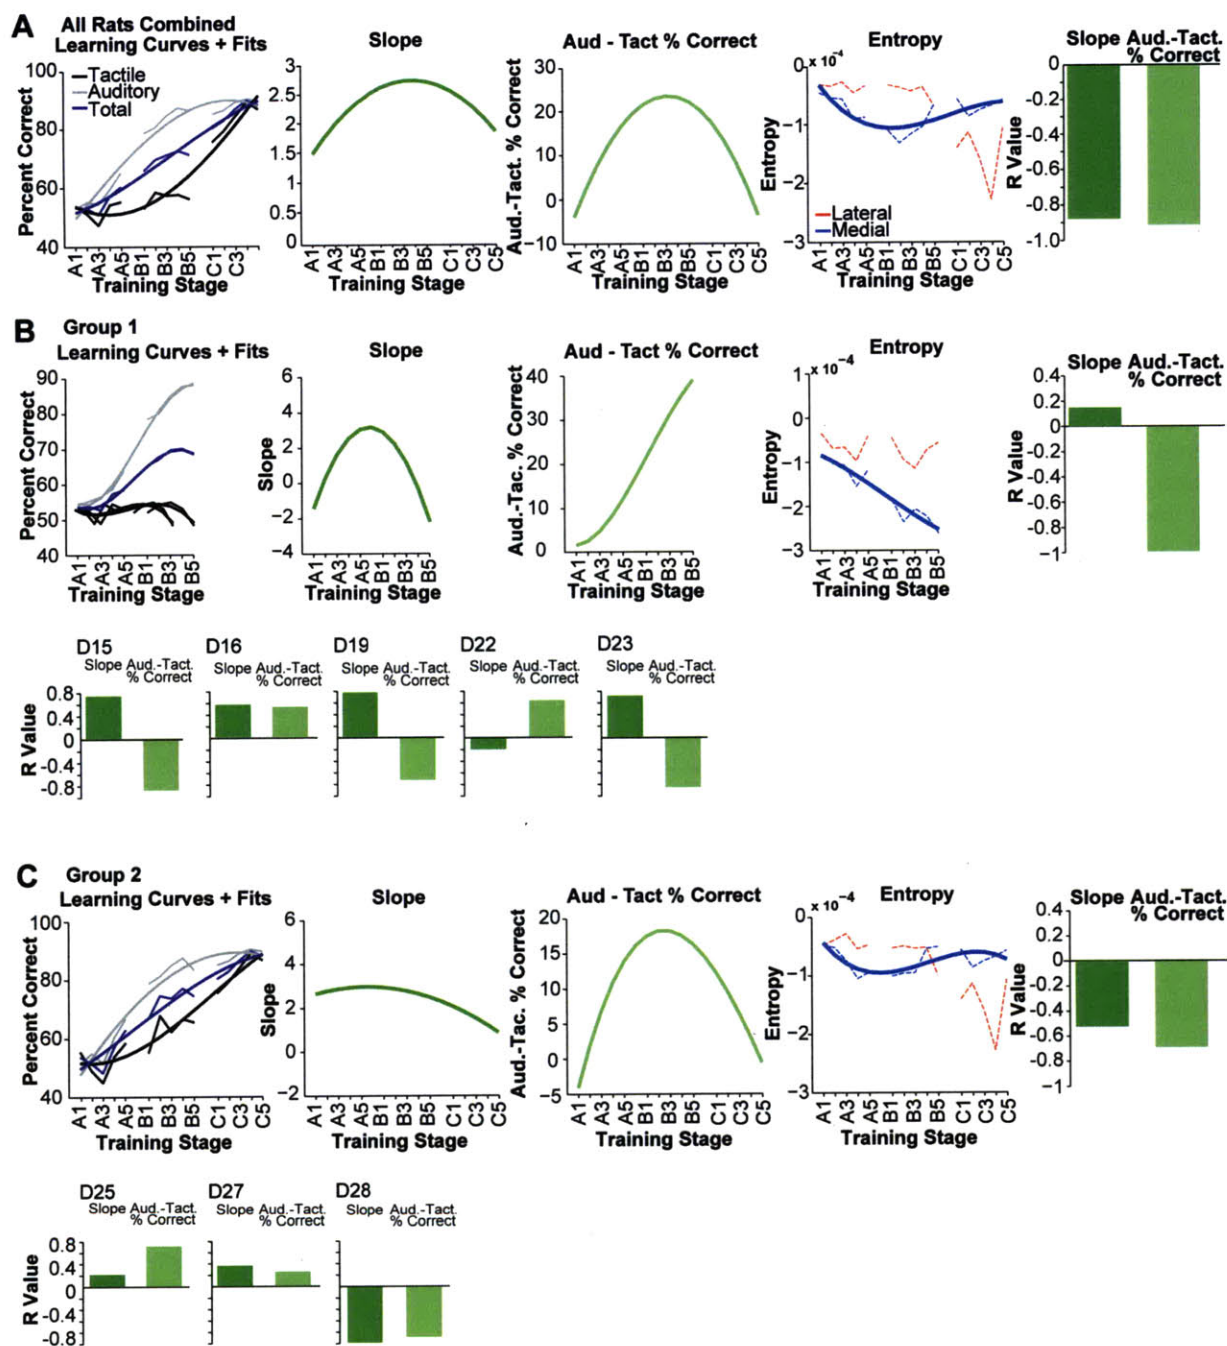 A All Rats Combined
Learning Curves + Fits
Slope
Aud - Tact % Correct
Entropy
Slope Aud.-Tact.
% Correct
Percent Correct
100
80
60
40
Tactile
Auditory
Total
A1 A3 A5 B1 B3 B5 C1 C3
Training Stage
3
2.5
2
1.5
1
0.5
0
A1 A3 A5 B1 B3 B5 C1 C3 C5
Training Stage
Aud.-Tact. % Correct
30
20
10
0
−10
A1 A3 A5 B1 B3 B5 C1 C3 C5
Training Stage
Entropy
x 10⁻⁴
0
−1
−2
−3
Lateral
Medial
A1 A3 A5 B1 B3 B5 C1 C3 C5
Training Stage
R Value
0
-0.2
-0.4
-0.6
-0.8
-1.0
B Group 1
Learning Curves + Fits
Slope
Aud - Tact % Correct
Entropy
Slope Aud.-Tact.
% Correct
Percent Correct
90
80
70
60
50
40
A1 A3 A5 B1 B3 B5
Training Stage
Slope
6
4
2
0
−2
−4
A1 A3 A5 B1 B3 B5
Training Stage
Aud.-Tac. % Correct
40
30
20
10
0
A1 A3 A5 B1 B3 B5
Training Stage
Entropy
x 10⁻⁴
1
0
−1
−2
−3
A1 A3 A5 B1 B3 B5
Training Stage
R Value
0.4
0.2
0
-0.2
-0.4
-0.6
-0.8
-1
D15
Slope Aud.-Tact.
% Correct
D16
Slope Aud.-Tact.
% Correct
D19
Slope Aud.-Tact.
% Correct
D22
Slope Aud.-Tact.
% Correct
D23
Slope Aud.-Tact.
% Correct
R Value
0.8
0.4
0
-0.4
-0.8
C Group 2
Learning Curves + Fits
Slope
Aud - Tact % Correct
Entropy
Slope Aud.-Tact.
% Correct
Percent Correct
100
80
60
40
A1 A3 A5 B1 B3 B5 C1 C3 C5
Training Stage
Slope
6
4
2
0
−2
A1 A3 A5 B1 B3 B5 C1 C3 C5
Training Stage
Aud.-Tac. % Correct
20
15
10
5
0
−5
A1 A3 A5 B1 B3 B5 C1 C3 C5
Training Stage
Entropy
x 10⁻⁴
0
−1
−2
−3
A1 A3 A5 B1 B3 B5 C1 C3 C5
Training Stage
R Value
0.4
0.2
0
-0.2
-0.4
-0.6
-0.8
−1
D25
Slope Aud.-Tact.
% Correct
D27
Slope Aud.-Tact.
% Correct
D28
Slope Aud.-Tact.
% Correct
R Value
0.8
0.4
0
-0.4
-0.8